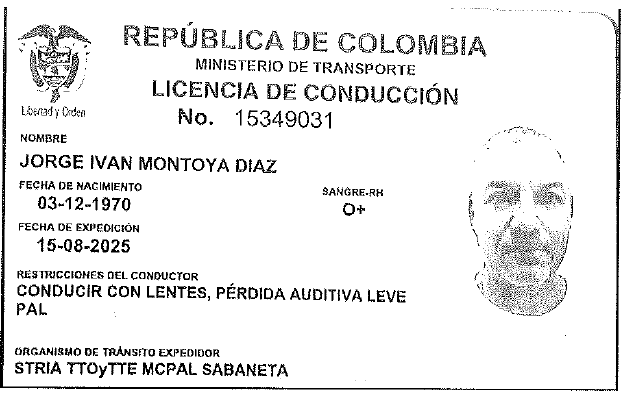 REPÚBLICA DE COLOMBIA
MINISTERIO DE TRANSPORTE
LICENCIA DE CONDUCCIÓN
No. 15349031
Libertad y Orden
NOMBRE
JORGE IVAN MONTOYA DIAZ
FECHA DE NACIMIENTO
03-12-1970
SANGRE-RH
O+
FECHA DE EXPEDICIÓN
15-08-2025
RESTRICCIONES DEL CONDUCTOR
CONDUCIR CON LENTES, PÉRDIDA AUDITIVA LEVE
PAL
ORGANISMO DE TRÁNSITO EXPEDIDOR
STRIA TTOyTTE MCPAL SABANETA